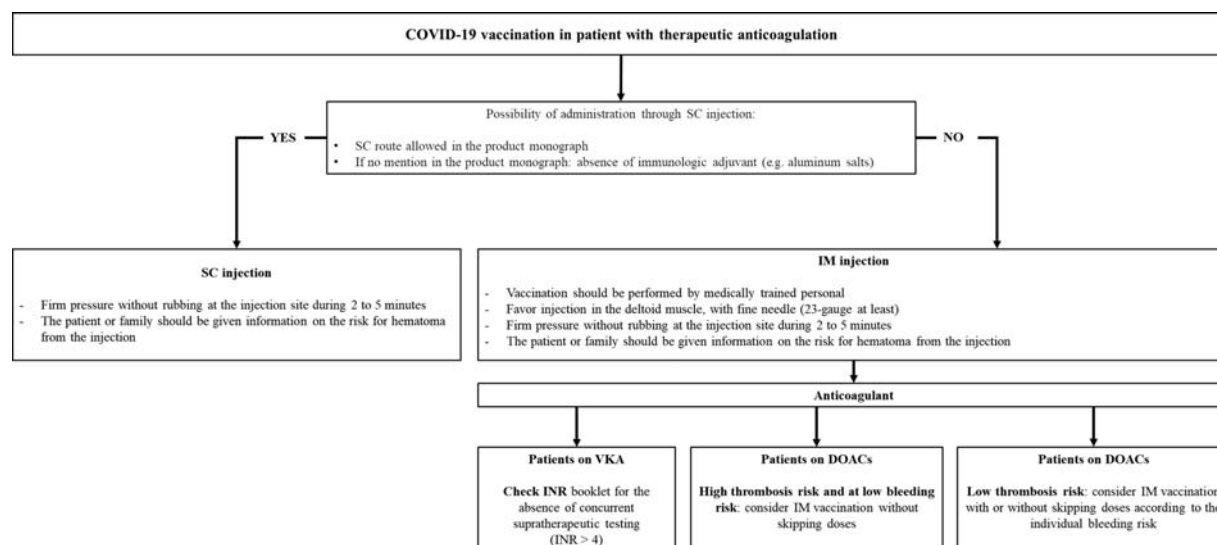 COVID-19 vaccination in patient with therapeutic anticoagulation
Possibility of administration through SC injection:
YES
NO
• SC route allowed in the product monograph
• If no mention in the product monograph: absence of immunologic adjuvant (e.g. aluminum salts)
SC injection
- Firm pressure without rubbing at the injection site during 2 to 5 minutes
- The patient or family should be given information on the risk for hematoma
from the injection
IM injection
- Vaccination should be performed by medically trained personal
- Favor injection in the deltoid muscle, with fine needle (23-gauge at least)
- Firm pressure without rubbing at the injection site during 2 to 5 minutes
- The patient or family should be given information on the risk for hematoma from the injection
Anticoagulant
Patients on VKA
Check INR booklet for the
absence of concurrent
supratherapeutic testing
(INR > 4)
Patients on DOACs
High thrombosis risk and at low bleeding
risk: consider IM vaccination without
skipping doses
Patients on DOACs
Low thrombosis risk: consider IM vaccination
with or without skipping doses according to the
individual bleeding risk